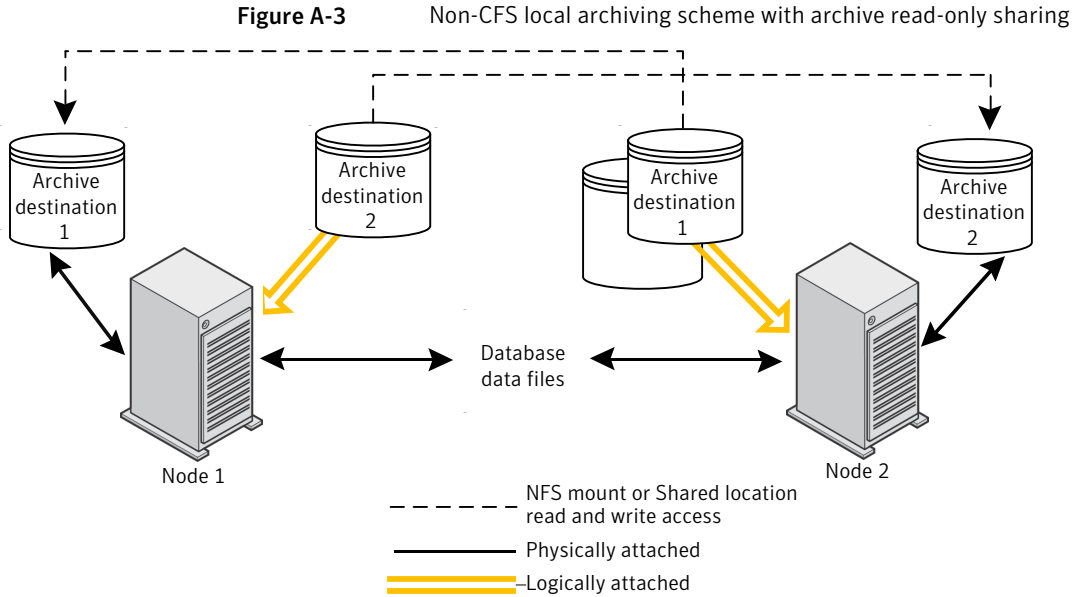 Figure A-3 Non-CFS local archiving scheme with archive read-only sharing
Archive
destination
1
Archive
destination
2
Archive
destination
1
Archive
destination
2
Database
data files
Node 1
Node 2
NFS mount or Shared location
read and write access
Physically attached
Logically attached